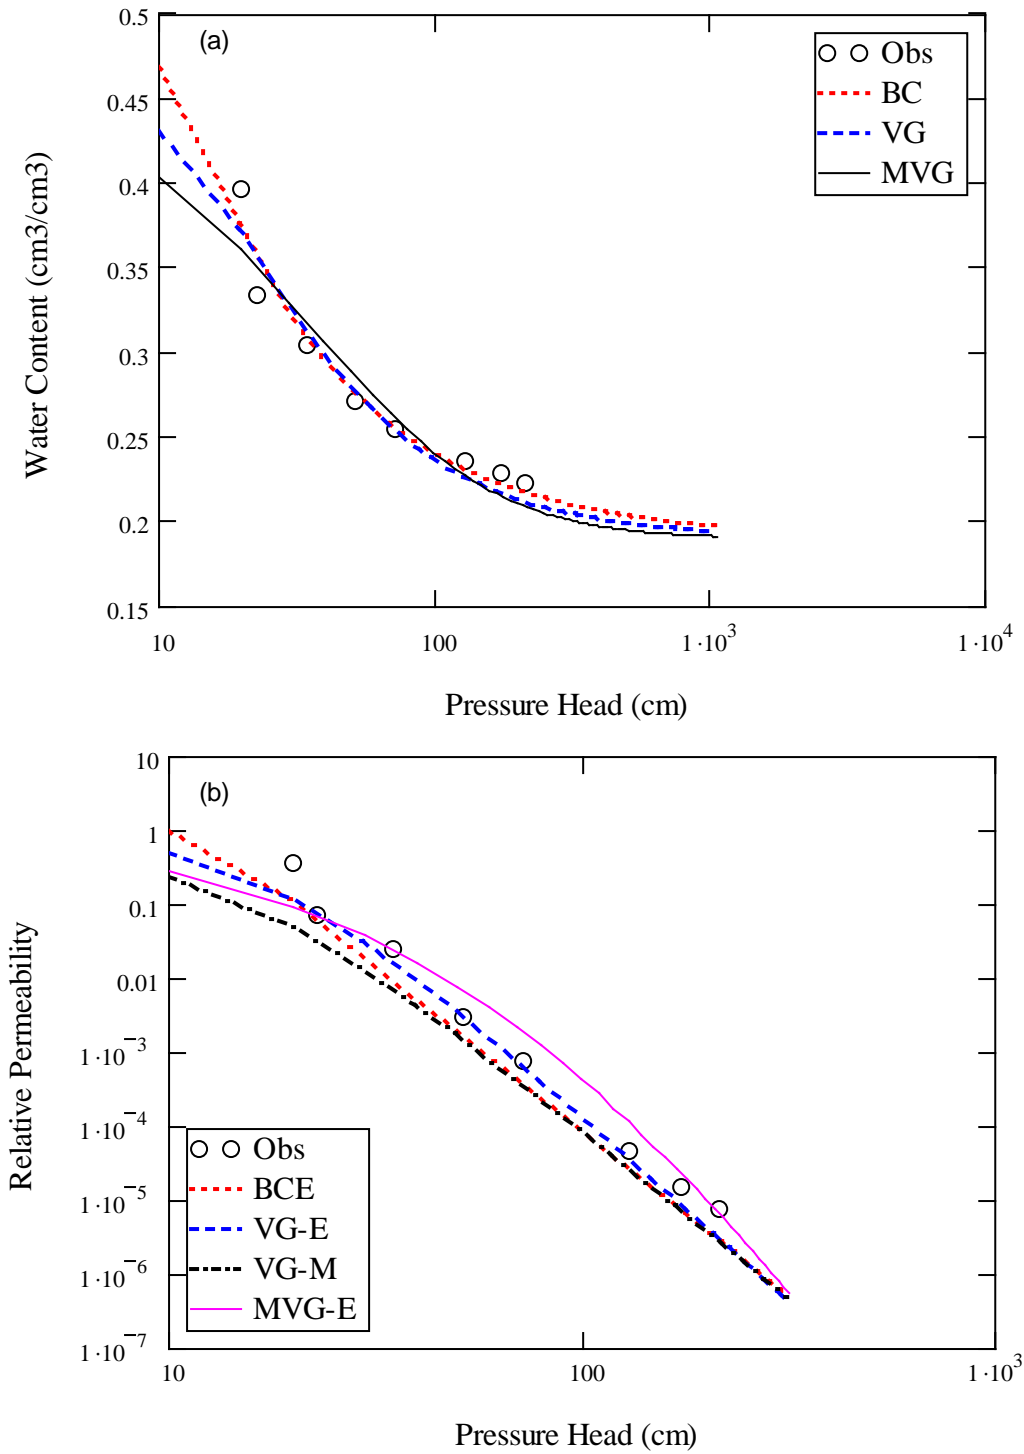 (a)
0.5
0.45
0.4
0.35
0.3
0.25
0.2
0.15
Water Content (cm3/cm3)
Obs
BC
VG
MVG
10 100 1·10³ 1·10⁴
Pressure Head (cm)
(b)
10
1
0.1
0.01
1·10⁻³
1·10⁻⁴
1·10⁻⁵
1·10⁻⁶
1·10⁻⁷
Relative Permeability
Obs
BCE
VG-E
VG-M
MVG-E
10 100 1·10³
Pressure Head (cm)